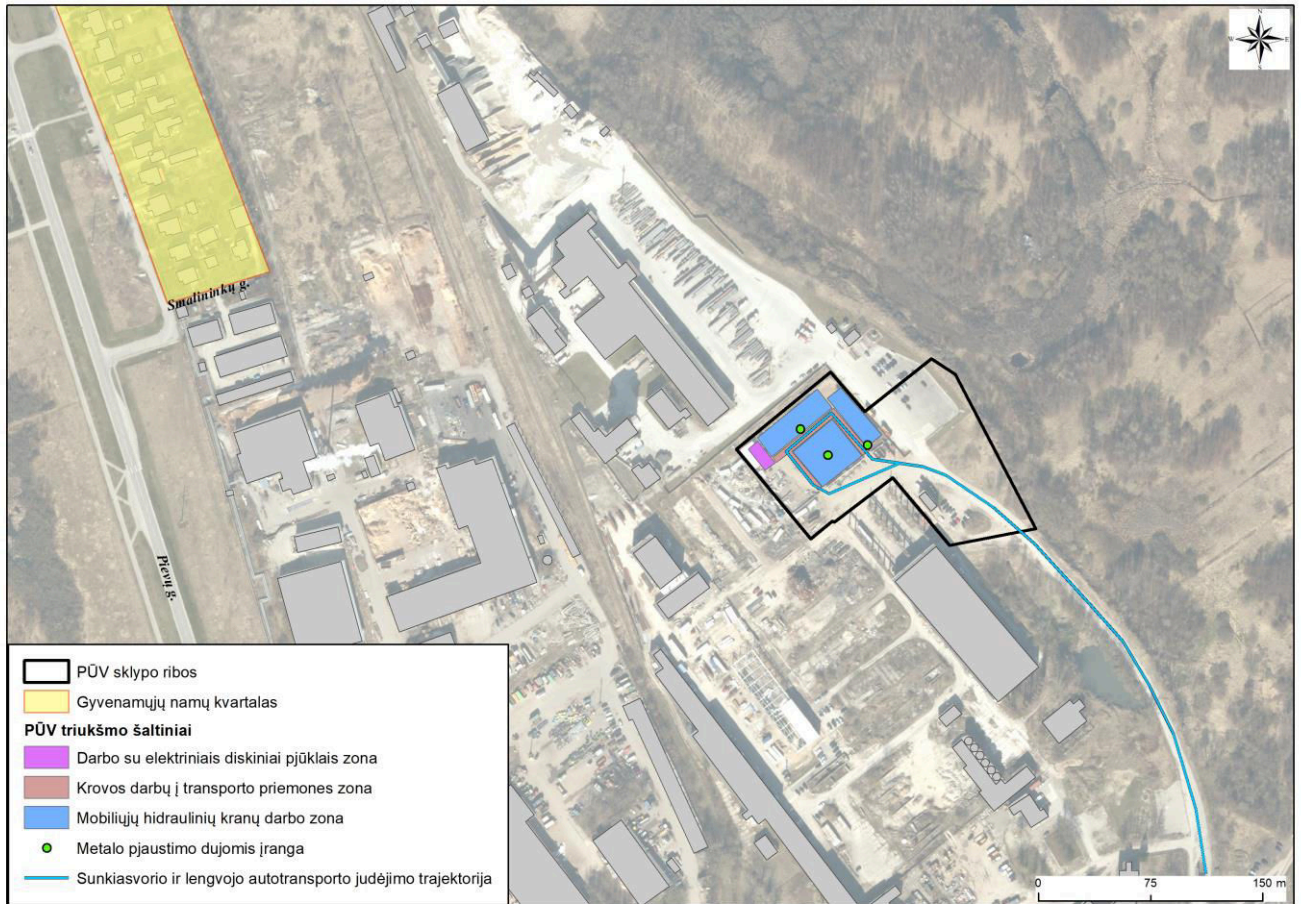 N
W E
S
Smalininkų g.
Pievų g.
PŪV sklypo ribos
Gyvenamųjų namų kvartalas
PŪV triukšmo šaltiniai
Darbo su elektriniais diskiniai pjūklais zona
Krovos darbų į transporto priemones zona
Mobiliųjų hidraulinių kranų darbo zona
Metalo pjaustimo dujomis įranga
Sunkiasvorio ir lengvojo autotransporto judėjimo trajektorija
0 75 150 m